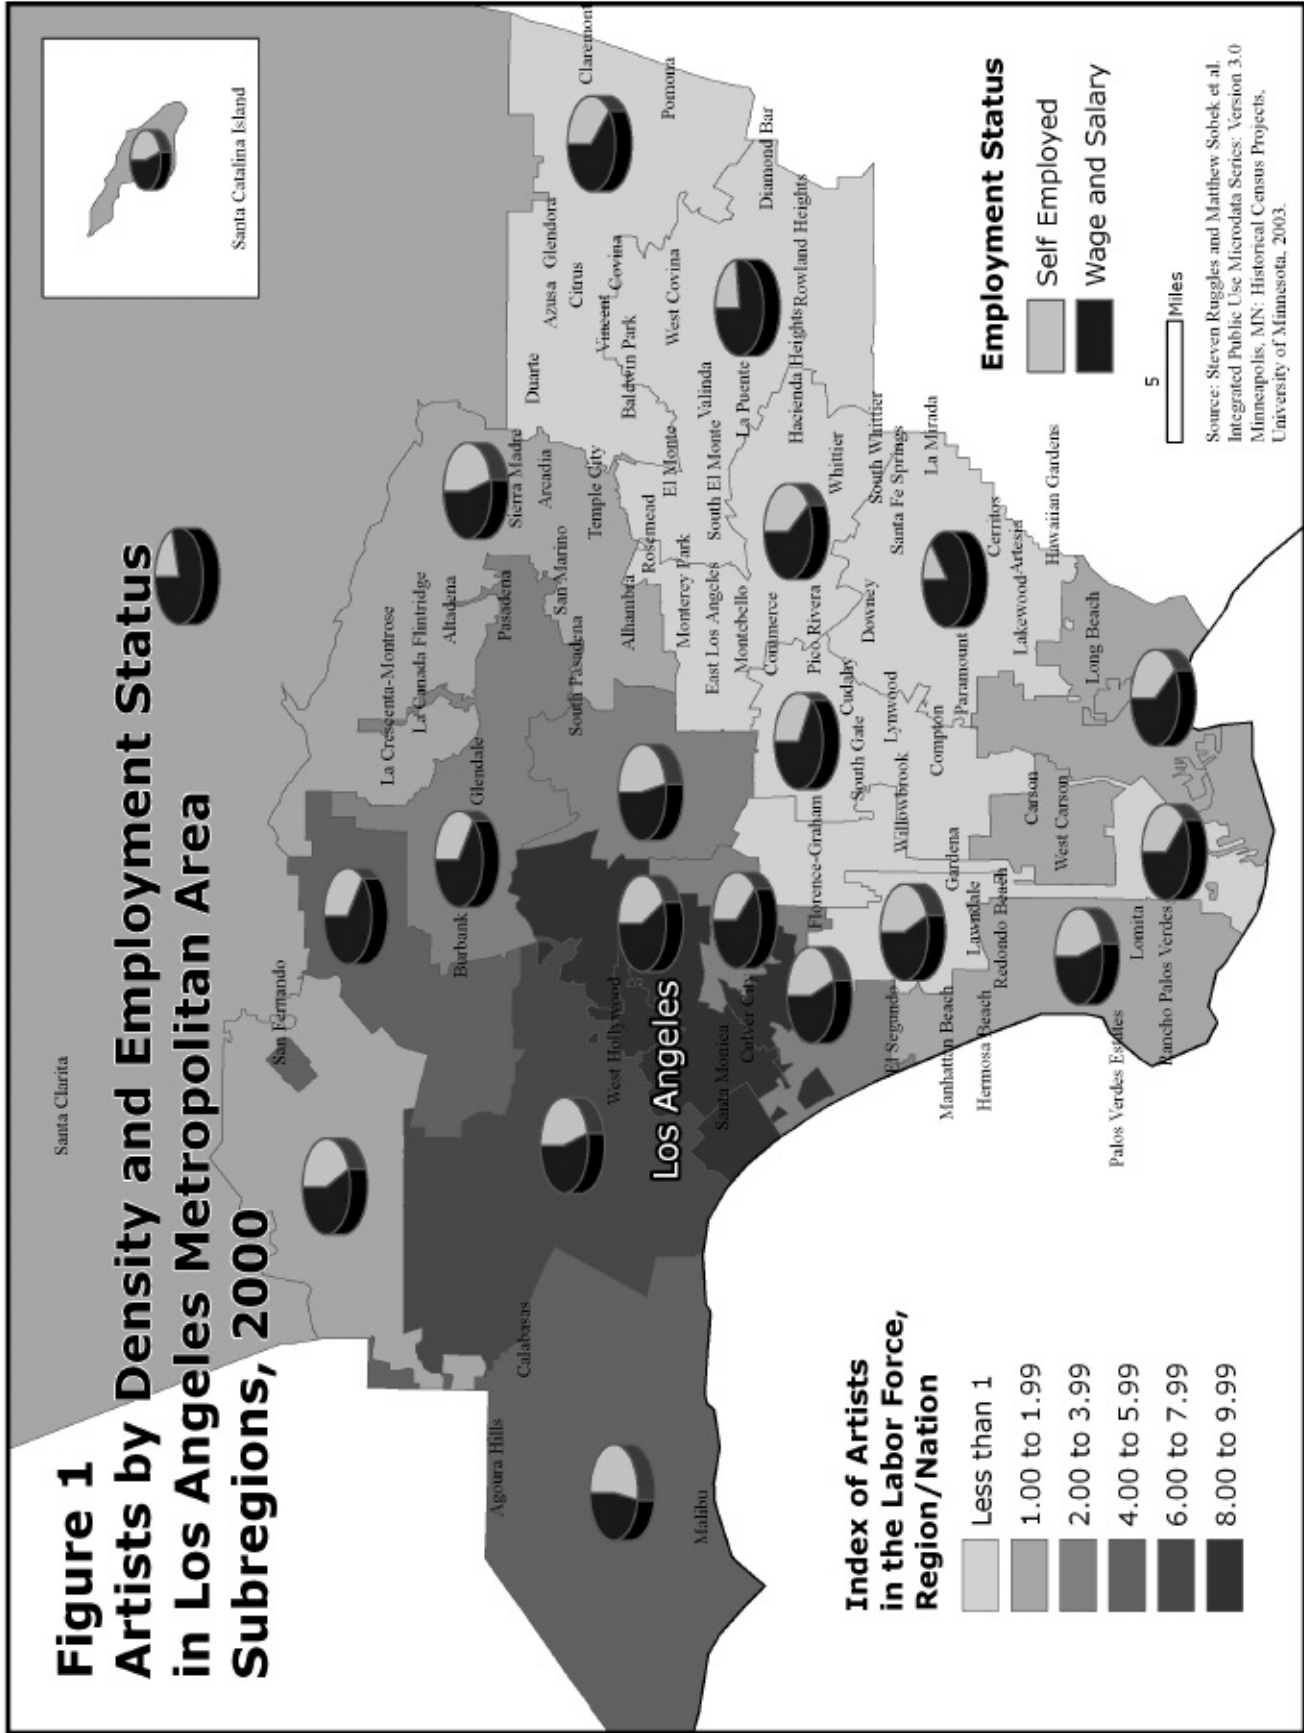 Figure 1
Artists by Density and Employment Status
in Los Angeles Metropolitan Area
Subregions, 2000
Santa Clarita
Santa Catalina Island
San Fernando
La Crescenta-Montrose
La Canada Flintridge
Altadena
Burbank
Glendale
Pasadena
Sierra Madre
Duarte
Azusa
Glendora
Claremont
Agoura Hills
Calabasas
San Marino
Arcadia
Citrus
South Pasadena
Temple City
Vincent
Covina
West Hollywood
Alhambra
Rosemead
Baldwin Park
Los Angeles
Monterey Park
El Monte
West Covina
Pomona
Malibu
Santa Monica
East Los Angeles
South El Monte
Valinda
Culver City
Montebello
La Puente
Diamond Bar
Commerce
Hacienda Heights
Rowland Heights
Florence-Graham
Pico Rivera
Whittier
Cudahy
South Gate
Downey
South Whittier
El Segundo
Willowbrook
Lynwood
Santa Fe Springs
La Mirada
Manhattan Beach
Gardena
Compton
Paramount
Lawndale
Hermosa Beach
Redondo Beach
Cerritos
Artesia
Lakewood
Hawaiian Gardens
Carson
West Carson
Long Beach
Palos Verdes Estates
Lomita
Rancho Palos Verdes
Index of Artists
in the Labor Force,
Region/Nation
Less than 1
1.00 to 1.99
2.00 to 3.99
4.00 to 5.99
6.00 to 7.99
8.00 to 9.99
Employment Status
Self Employed
Wage and Salary
5
Miles
Source: Steven Ruggles and Matthew Sobek et al.
Integrated Public Use Microdata Series: Version 3.0
Minneapolis, MN: Historical Census Projects,
University of Minnesota, 2003.